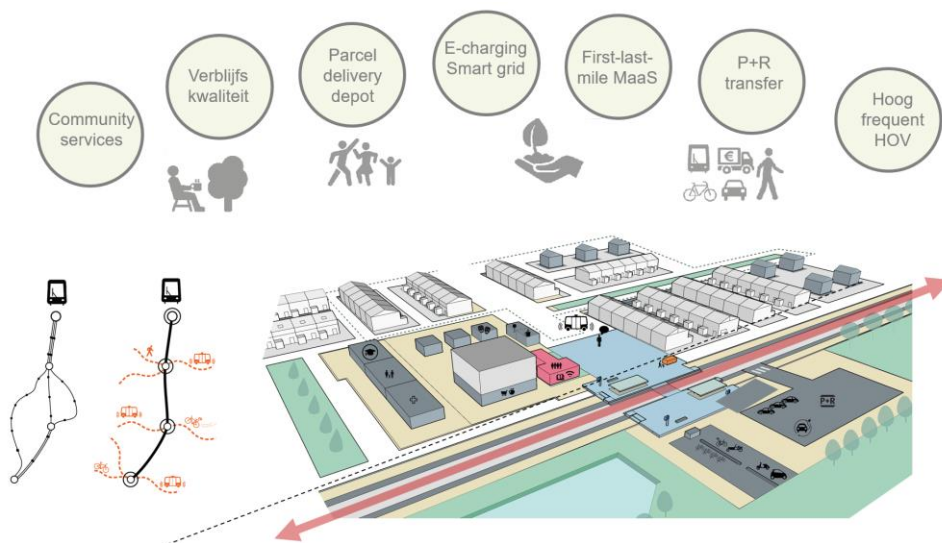 Community
services
Verblijfs
kwaliteit
Parcel
delivery
depot
E-charging
Smart grid
First-last-
mile MaaS
P+R
transfer
Hoog
frequent
HOV
€
P+R